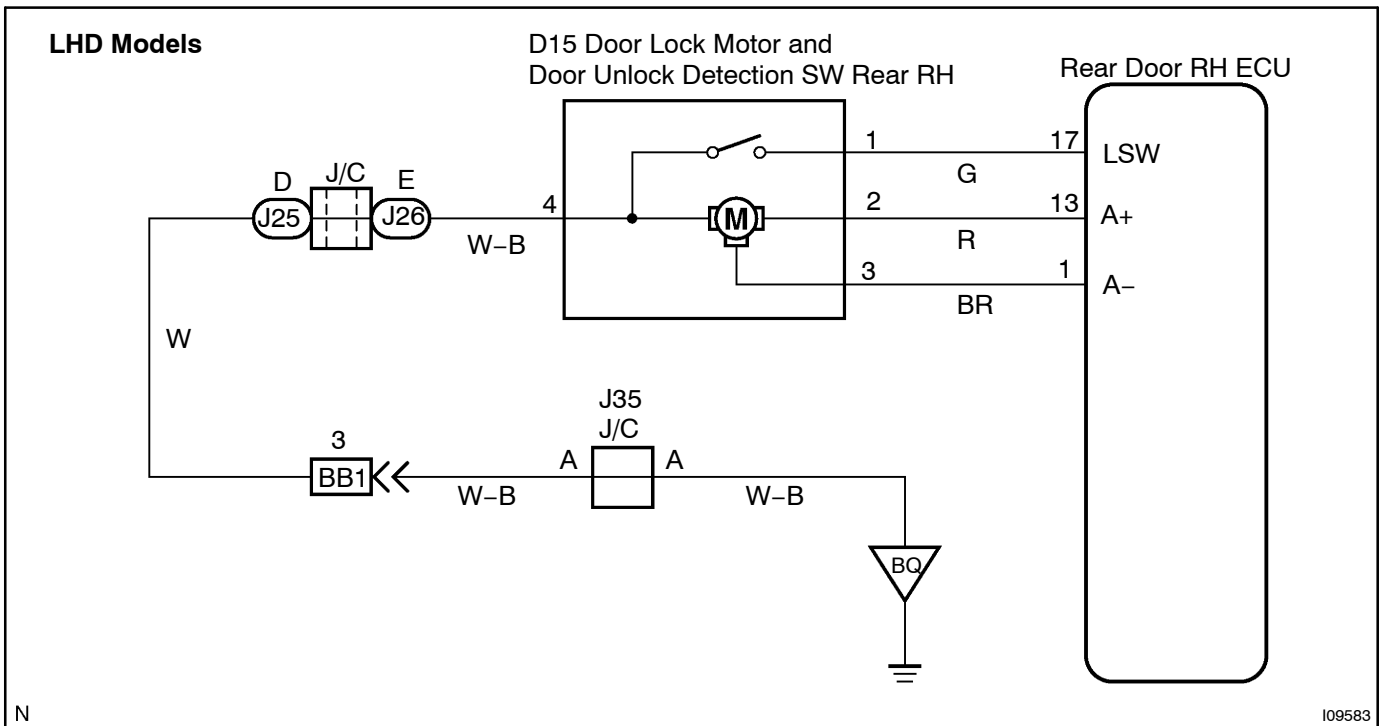 LHD Models
D15 Door Lock Motor and
Door Unlock Detection SW Rear RH
Rear Door RH ECU
1
17
LSW
G
D
J/C
E
J25
J26
4
W−B
M
2
13
A+
R
3
1
A−
BR
W
J35
J/C
3
BB1
A
A
W−B
W−B
BQ
N
I09583